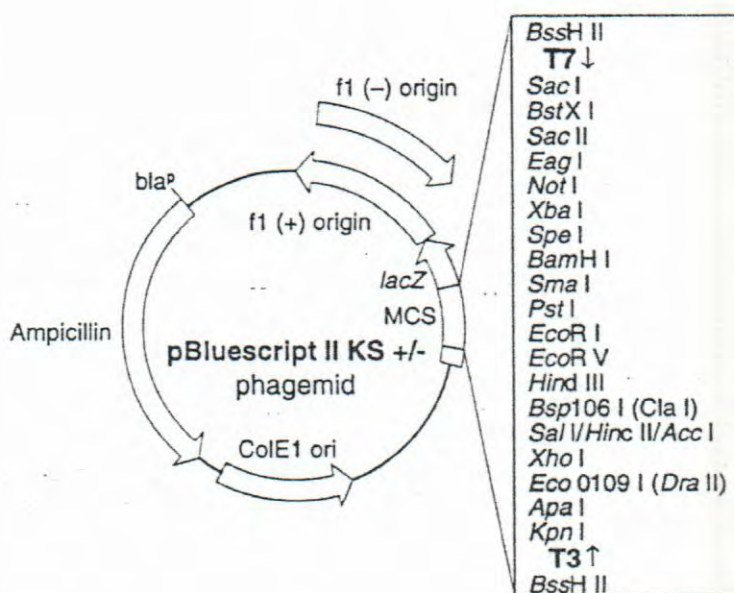 f1 (–) origin
blaᵖ
f1 (+) origin
lacZ
MCS
Ampicillin
pBluescript II KS +/-
phagemid
ColE1 ori
BssH II
T7↓
Sac I
BstX I
Sac II
Eag I
Not I
Xba I
Spe I
BamH I
Sma I
Pst I
EcoR I
EcoR V
Hind III
Bsp106 I (Cla I)
Sal I/Hinc II/Acc I
Xho I
Eco 0109 I (Dra II)
Apa I
Kpn I
T3↑
BssH II